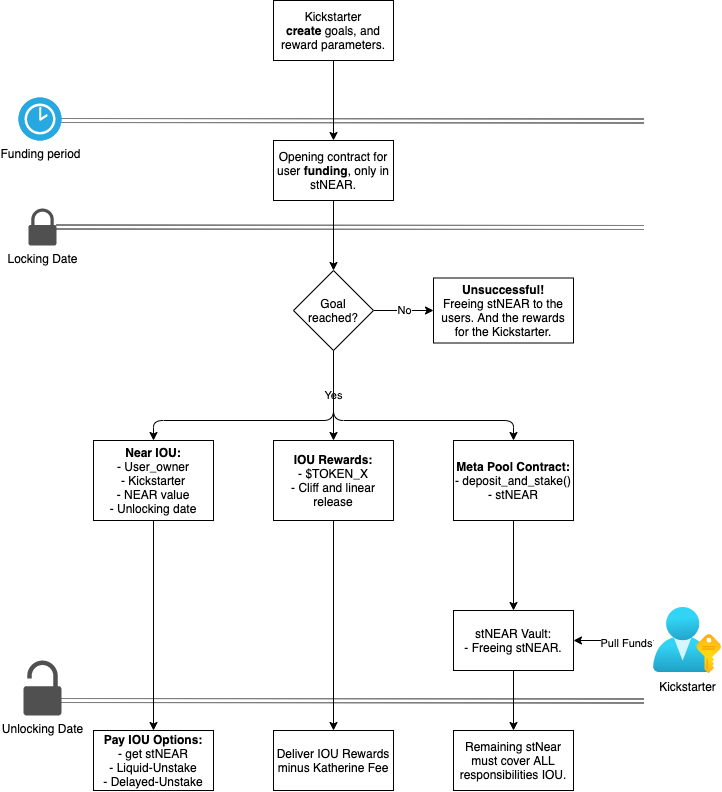 Kickstarter
create goals, and
reward parameters.
Funding period
Opening contract for
user funding, only in
stNEAR.
Locking Date
Goal
reached?
No
Unsuccessful!
Freeing stNEAR to the
users. And the rewards
for the Kickstarter.
Yes
Near IOU:
- User_owner
- Kickstarter
- NEAR value
- Unlocking date
IOU Rewards:
- $TOKEN_X
- Cliff and linear
release
Meta Pool Contract:
- deposit_and_stake()
- stNEAR
stNEAR Vault:
- Freeing stNEAR.
Pull Funds
Kickstarter
Unlocking Date
Pay IOU Options:
- get stNEAR
- Liquid-Unstake
- Delayed-Unstake
Deliver IOU Rewards
minus Katherine Fee
Remaining stNear
must cover ALL
responsibilities IOU.